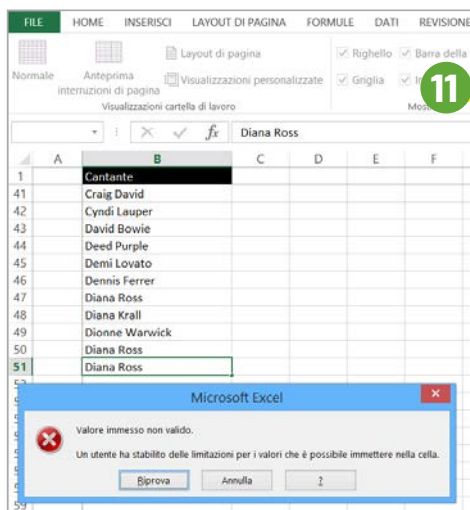 FILE HOME INSERISCI LAYOUT DI PAGINA FORMULE DATI REVISIONE
Layout di pagina Righello Barra della
Normale Anteprima interruzioni di pagina Visualizzazioni personalizzate Griglia
11
Visualizzazioni cartella di lavoro
fx Diana Ross
A B C D E F
1 Cantante
41 Craig David
42 Cyndi Lauper
43 David Bowie
44 Deed Purple
45 Demi Lovato
46 Dennis Ferrer
47 Diana Ross
48 Diana Krall
49 Dionne Warwick
50 Diana Ross
51 Diana Ross
Microsoft Excel
Valore immesso non valido.
Un utente ha stabilito delle limitazioni per i valori che è possibile immettere nella cella.
Riprova Annulla ?
59